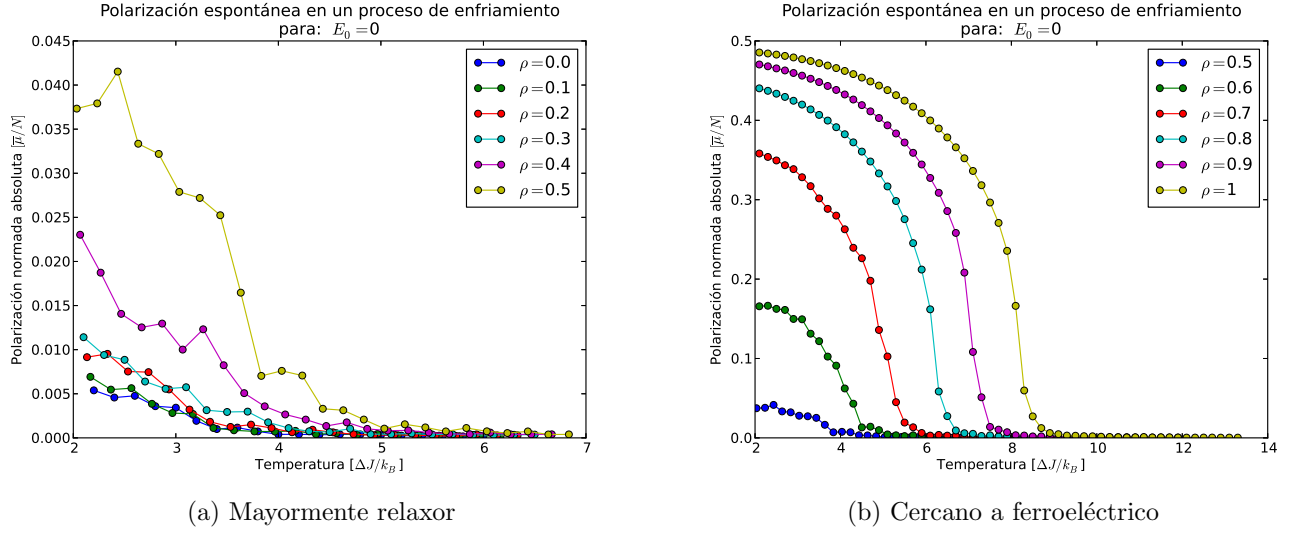 Polarización espontánea en un proceso de enfriamiento
para: E₀ =0
Polarización normada absoluta [μ̅/N]
0.045
0.040
0.035
0.030
0.025
0.020
0.015
0.010
0.005
0.000
2
3
4
5
6
7
Temperatura [ΔJ/k_B]
ρ=0.0
ρ=0.1
ρ=0.2
ρ=0.3
ρ=0.4
ρ=0.5
(a) Mayormente relaxor
Polarización espontánea en un proceso de enfriamiento
para: E₀ =0
Polarización normada absoluta [μ̅/N]
0.5
0.4
0.3
0.2
0.1
0.0
2
4
6
8
10
12
14
Temperatura [ΔJ/k_B]
ρ=0.5
ρ=0.6
ρ=0.7
ρ=0.8
ρ=0.9
ρ=1
(b) Cercano a ferroeléctrico